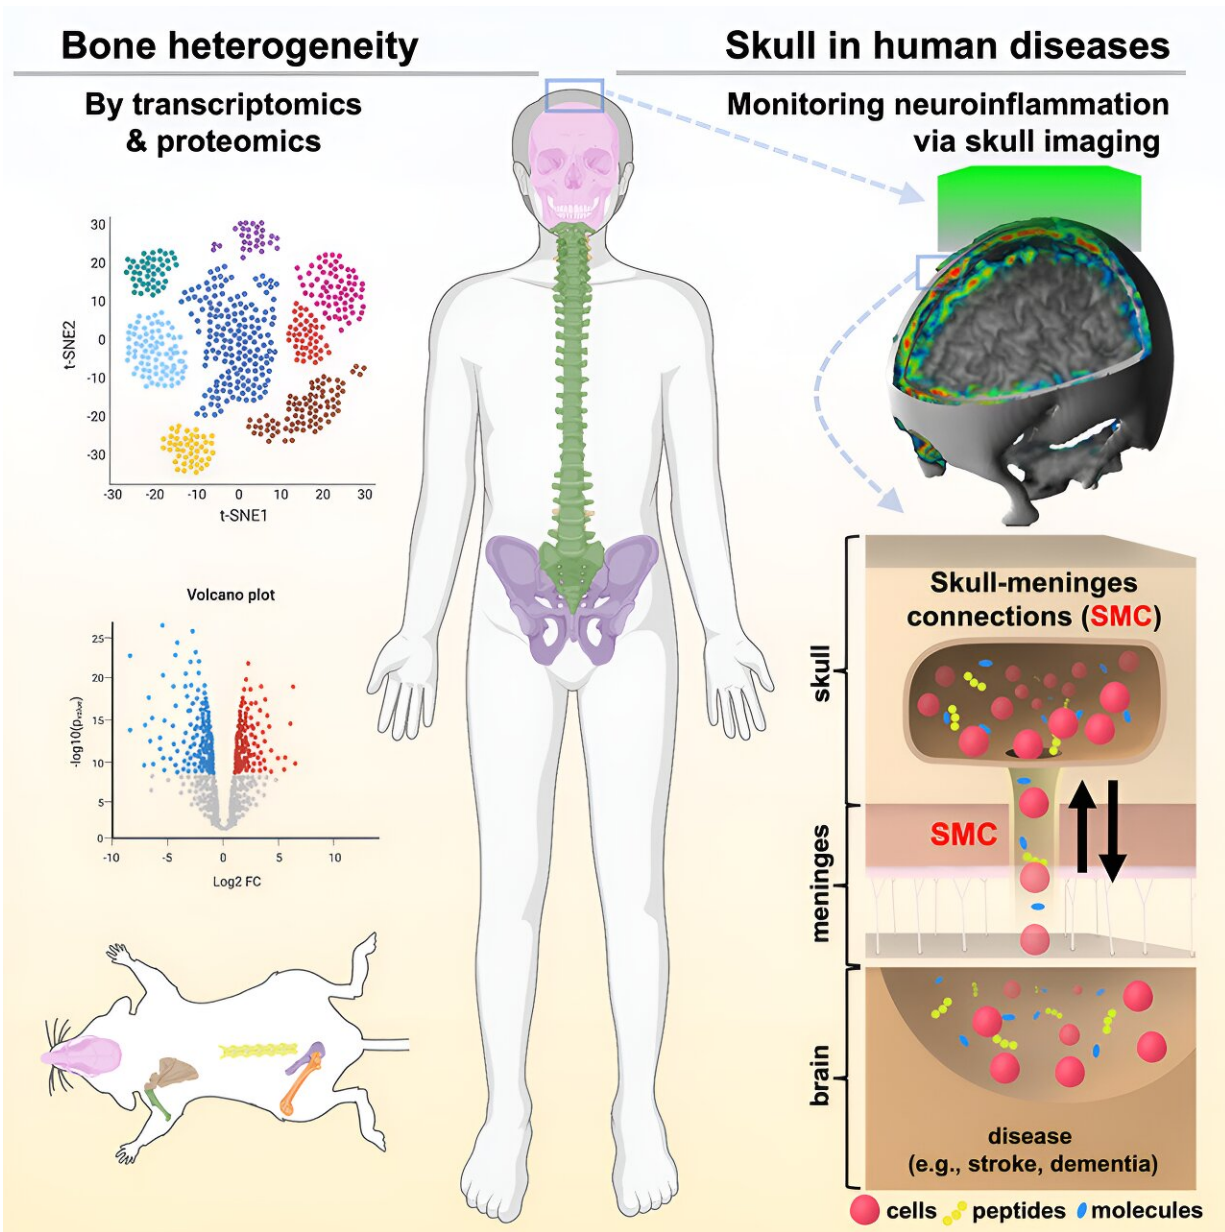 Bone heterogeneity
By transcriptomics
& proteomics
30
20
10
0
-10
-20
-30
t-SNE2
-30 -20 -10 0 10 20 30
t-SNE1
Volcano plot
25
20
15
10
5
0
-log10(pvalue)
-10 -5 0 5 10
Log2 FC
Skull in human diseases
Monitoring neuroinflammation
via skull imaging
skull
Skull-meninges
connections (SMC)
meninges
SMC
brain
disease
(e.g., stroke, dementia)
cells peptides molecules